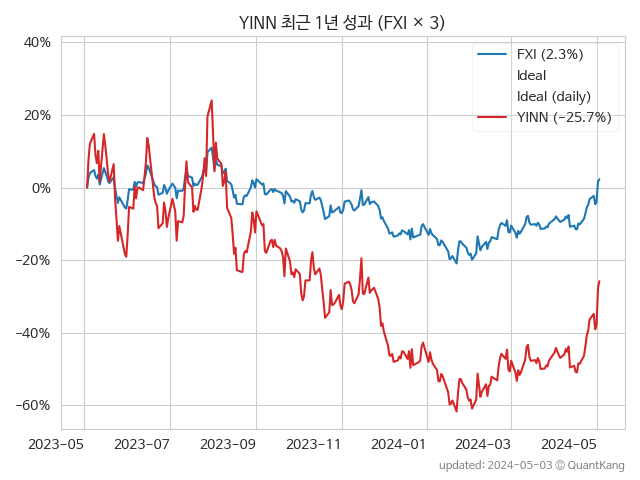 YINN 최근 1년 성과 (FXI × 3)
40%
20%
0%
−20%
−40%
−60%
FXI (2.3%)
Ideal
Ideal (daily)
YINN (−25.7%)
2023-05 2023-07 2023-09 2023-11 2024-01 2024-03 2024-05
updated: 2024-05-03 © QuantKang